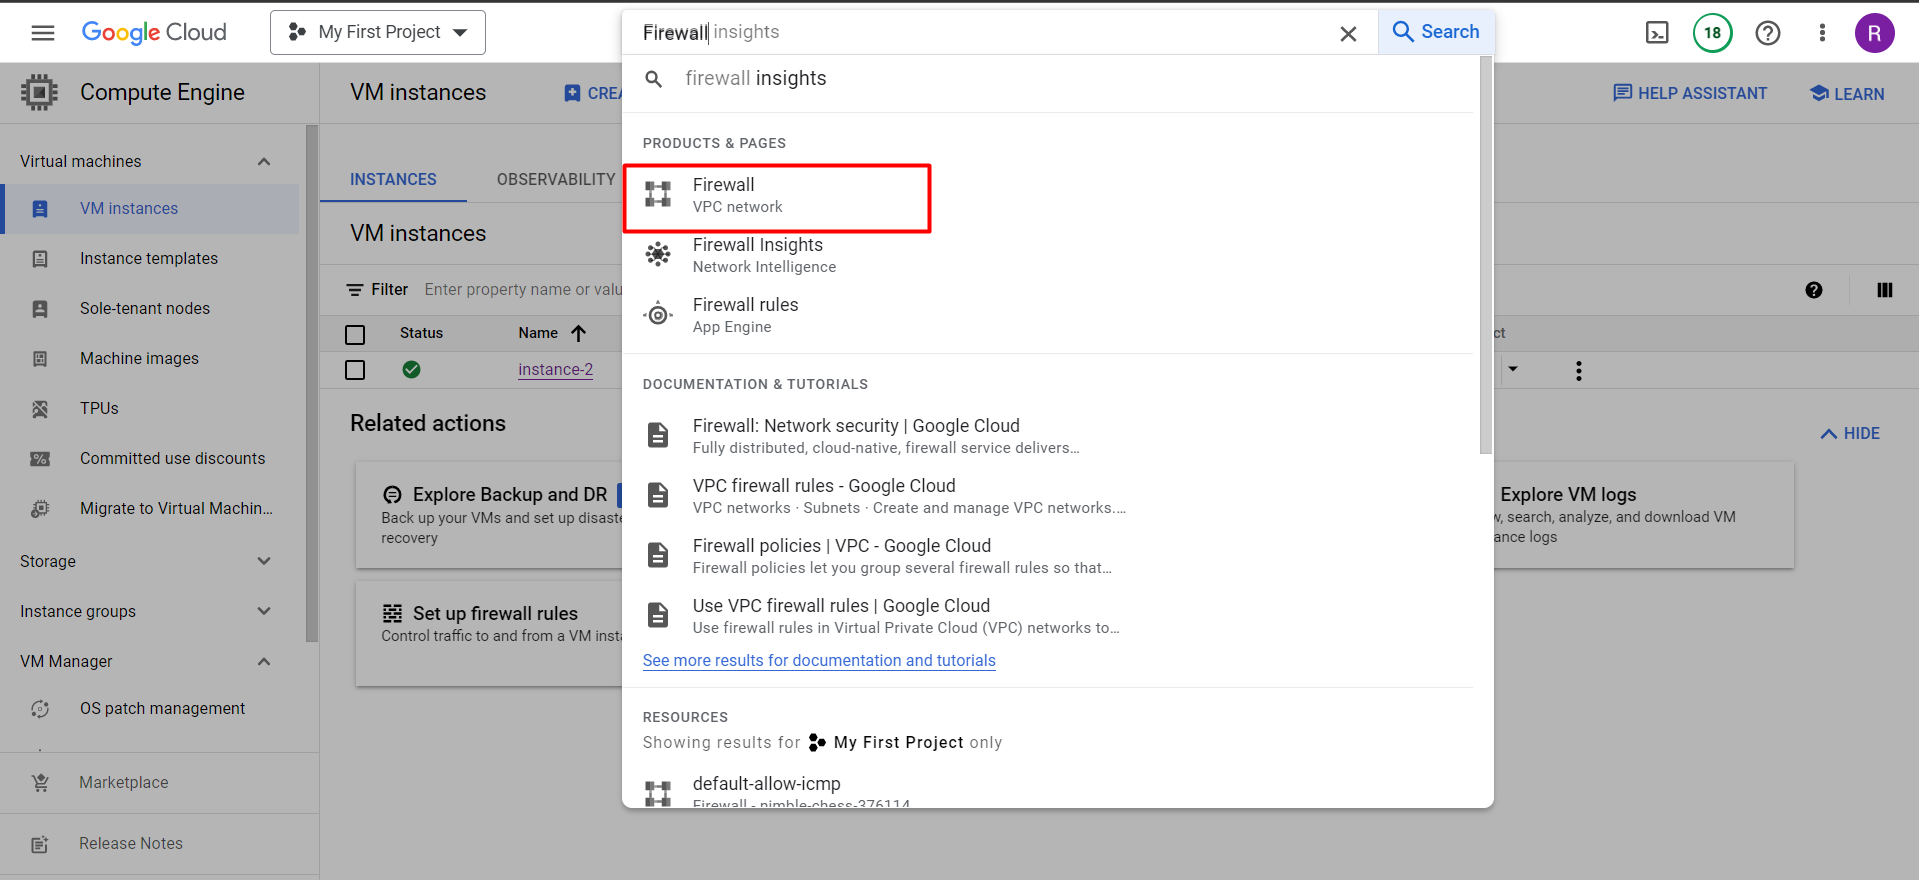 Google Cloud
My First Project
Firewall insights
Search
18
R
Compute Engine
VM instances
CREA
HELP ASSISTANT
LEARN
firewall insights
PRODUCTS & PAGES
Firewall
VPC network
Firewall Insights
Network Intelligence
Firewall rules
App Engine
DOCUMENTATION & TUTORIALS
Firewall: Network security | Google Cloud
Fully distributed, cloud-native, firewall service delivers...
VPC firewall rules - Google Cloud
VPC networks · Subnets · Create and manage VPC networks....
Firewall policies | VPC - Google Cloud
Firewall policies let you group several firewall rules so that...
Use VPC firewall rules | Google Cloud
Use firewall rules in Virtual Private Cloud (VPC) networks to...
See more results for documentation and tutorials
RESOURCES
Showing results for My First Project only
default-allow-icmp
Firewall - nimble-chess-376114
Virtual machines
VM instances
Instance templates
Sole-tenant nodes
Machine images
TPUs
Committed use discounts
Migrate to Virtual Machin...
Storage
Instance groups
VM Manager
OS patch management
Marketplace
Release Notes
INSTANCES
OBSERVABILITY
VM instances
Filter Enter property name or valu
Status Name ct
instance-2
Related actions
HIDE
Explore Backup and DR
Back up your VMs and set up disaste
recovery
Explore VM logs
w, search, analyze, and download VM
ance logs
Set up firewall rules
Control traffic to and from a VM insta